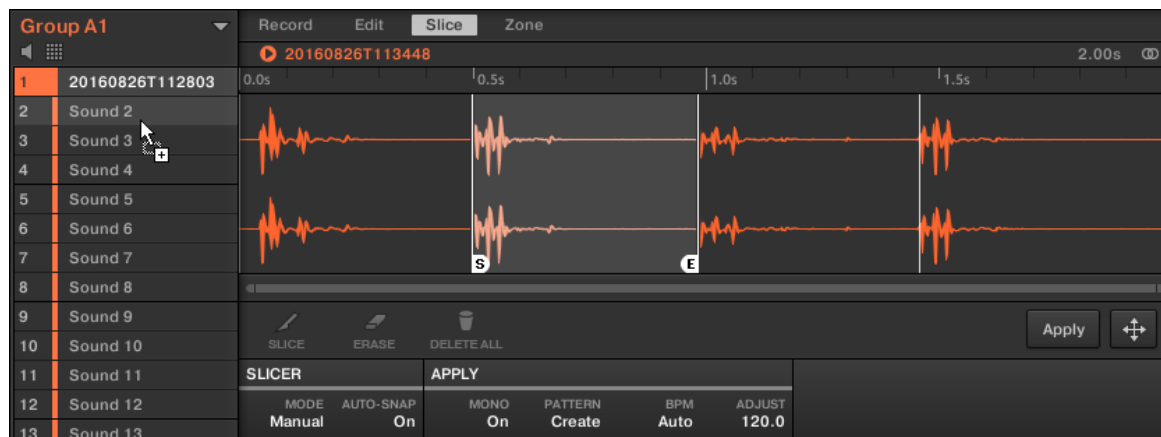 Group A1
Record Edit Slice Zone
20160826T113448 2.00s
1 20160826T112803
0.0s 0.5s 1.0s 1.5s
2 Sound 2
3 Sound 3
4 Sound 4
5 Sound 5
6 Sound 6
7 Sound 7
S E
8 Sound 8
9 Sound 9
10 Sound 10
11 Sound 11
12 Sound 12
13 Sound 13
SLICE ERASE DELETE ALL
Apply
SLICER APPLY
MODE AUTO-SNAP MONO PATTERN BPM ADJUST
Manual On On Create Auto 120.0